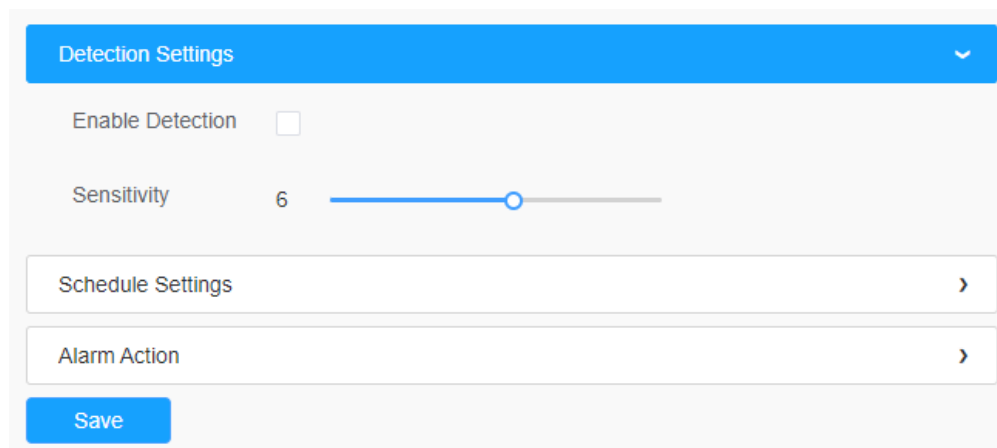 Detection Settings
Enable Detection
Sensitivity 6
Schedule Settings
Alarm Action
Save